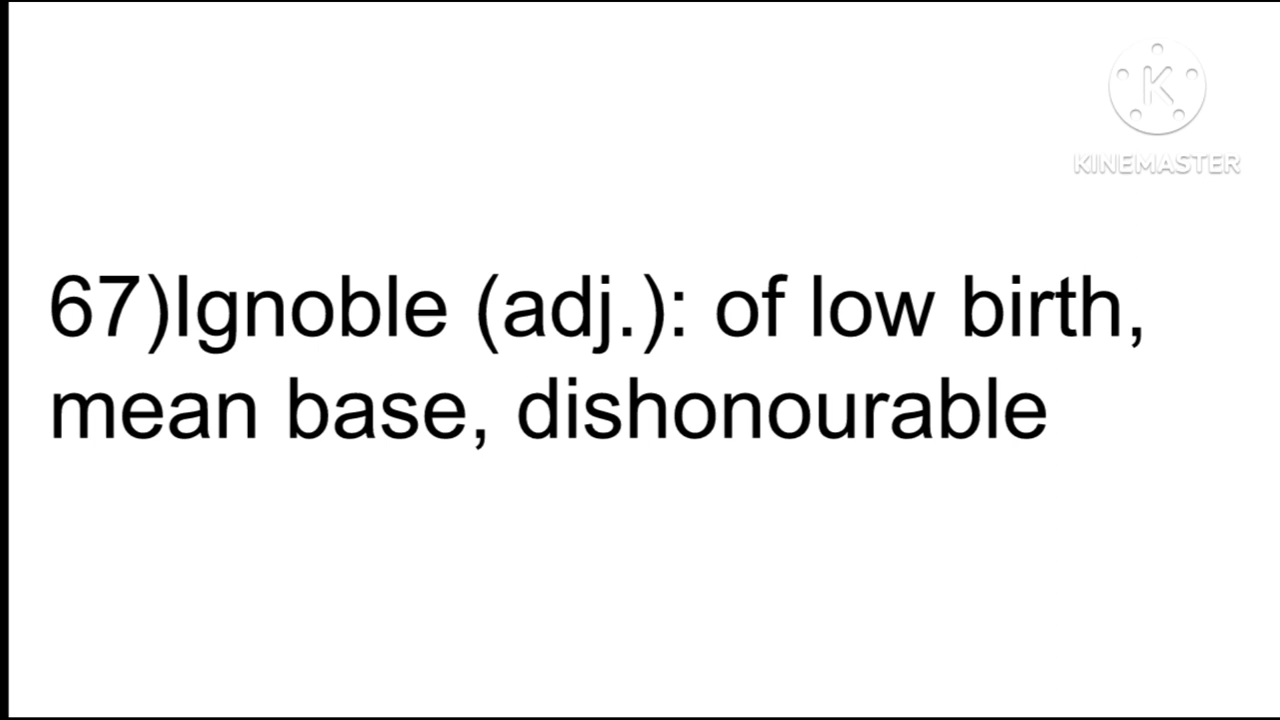 K
KINEMASTER
67)Ignoble (adj.): of low birth,
mean base, dishonourable